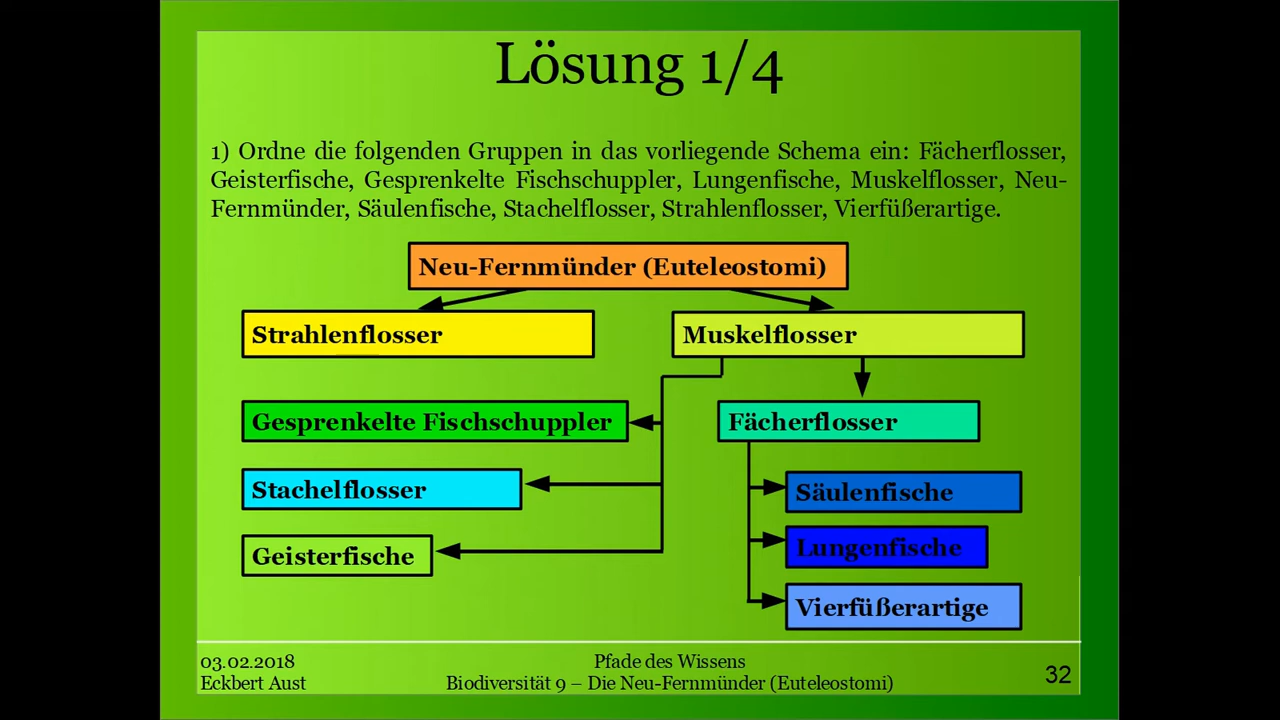 Lösung 1/4
1) Ordne die folgenden Gruppen in das vorliegende Schema ein: Fächerflosser,
Geisterfische, Gesprenkelte Fischschuppler, Lungenfische, Muskelflosser, Neu-
Fernmünder, Säulenfische, Stachelflosser, Strahlenflosser, Vierfüßerartige.
Neu-Fernmünder (Euteleostomi)
Strahlenflosser
Muskelflosser
Gesprenkelte Fischschuppler
Fächerflosser
Stachelflosser
Säulenfische
Geisterfische
Lungenfische
Vierfüßerartige
03.02.2018
Eckbert Aust
Pfade des Wissens
Biodiversität 9 – Die Neu-Fernmünder (Euteleostomi)
32